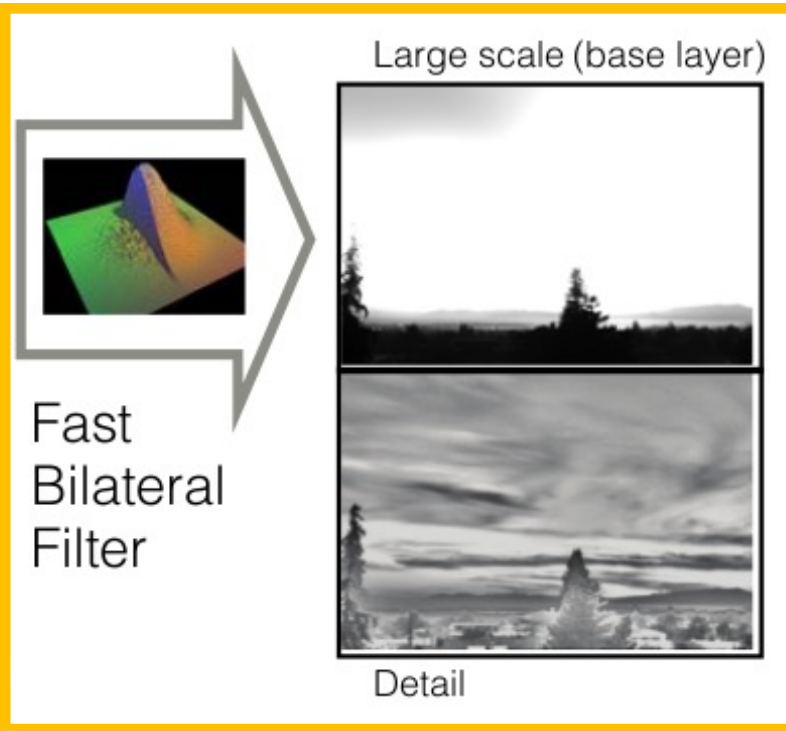 Large scale (base layer)
Fast
Bilateral
Filter
Detail